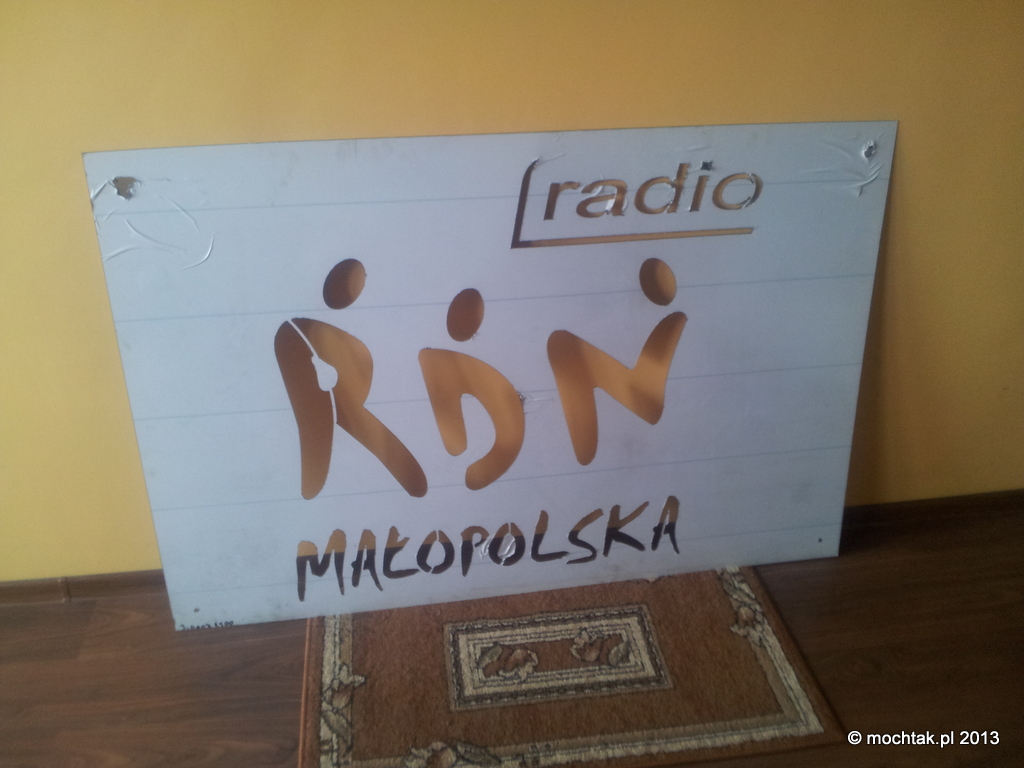 radio
RDN
MAŁOPOLSKA
© mochtak.pl 2013